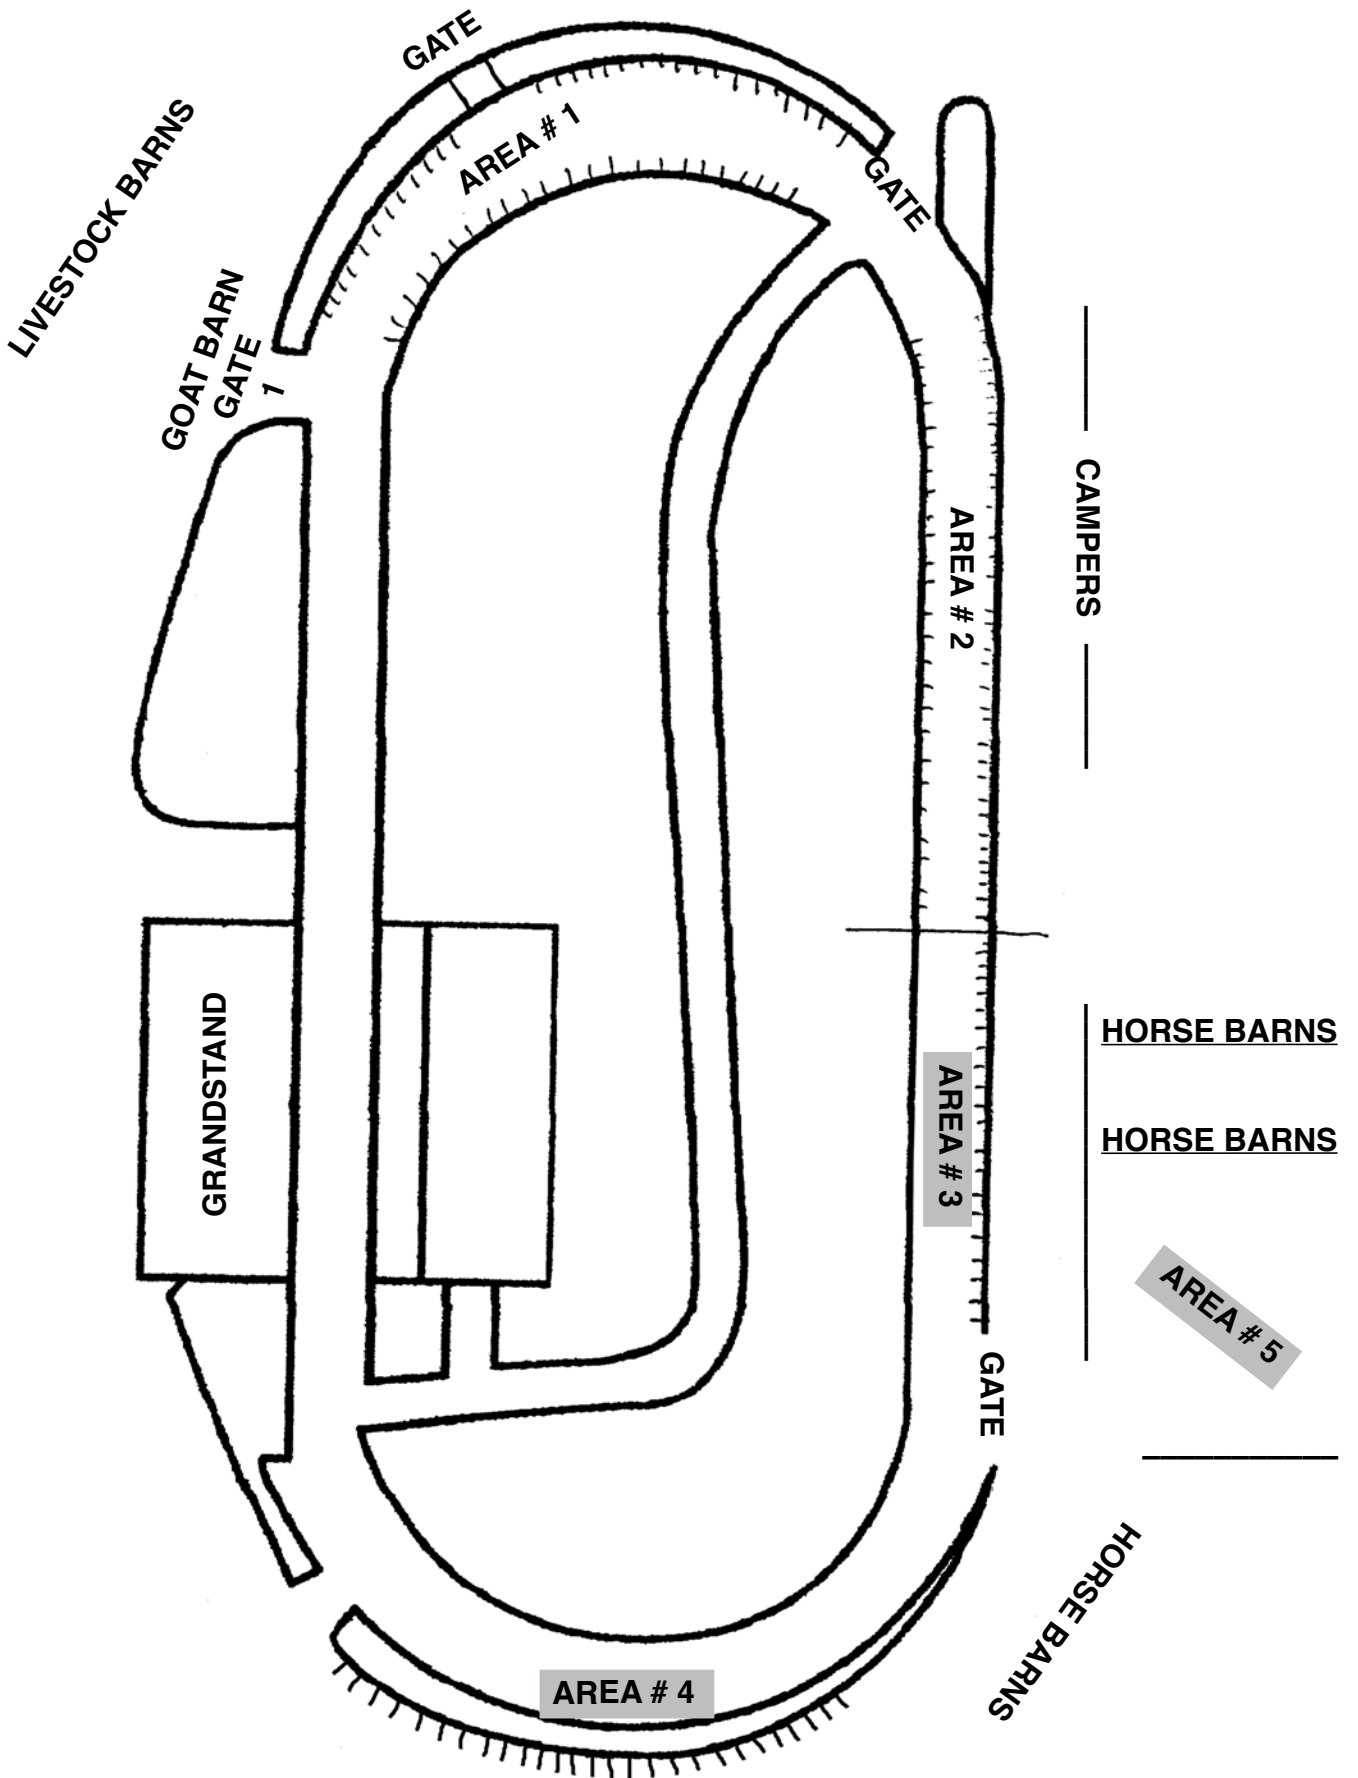 GATE
AREA # 1
LIVESTOCK BARNS
GATE
GOAT BARN
GATE
1
CAMPERS
AREA # 2
GRANDSTAND
HORSE BARNS
AREA # 3
HORSE BARNS
AREA # 5
GATE
HORSE BARNS
AREA # 4